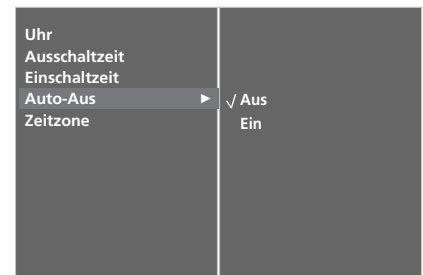 Uhr
Ausschaltzeit
Einschaltzeit
Auto-Aus ► √ Aus
Ein
Zeitzone